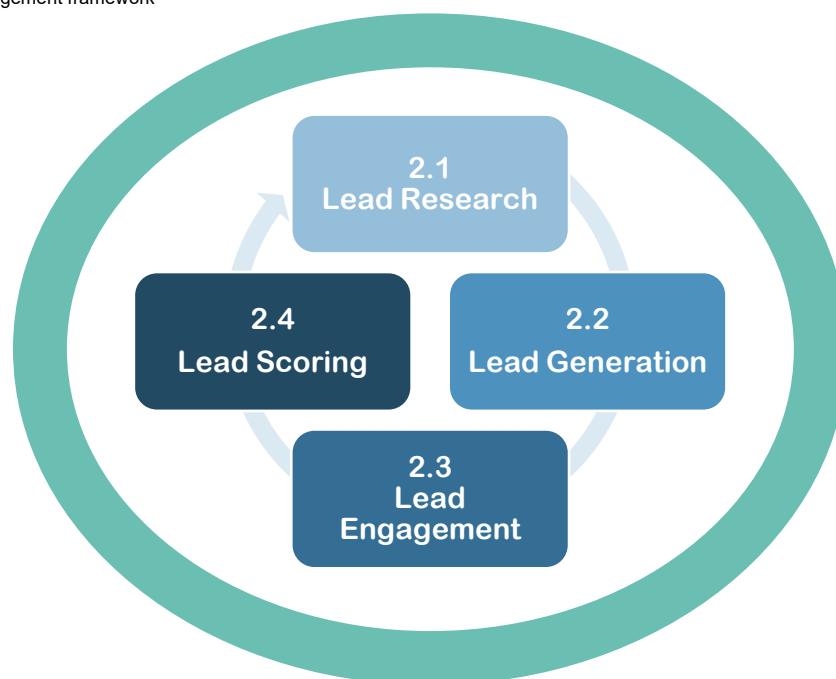 gement framework
2.1
Lead Research
2.4
Lead Scoring
2.2
Lead Generation
2.3
Lead
Engagement